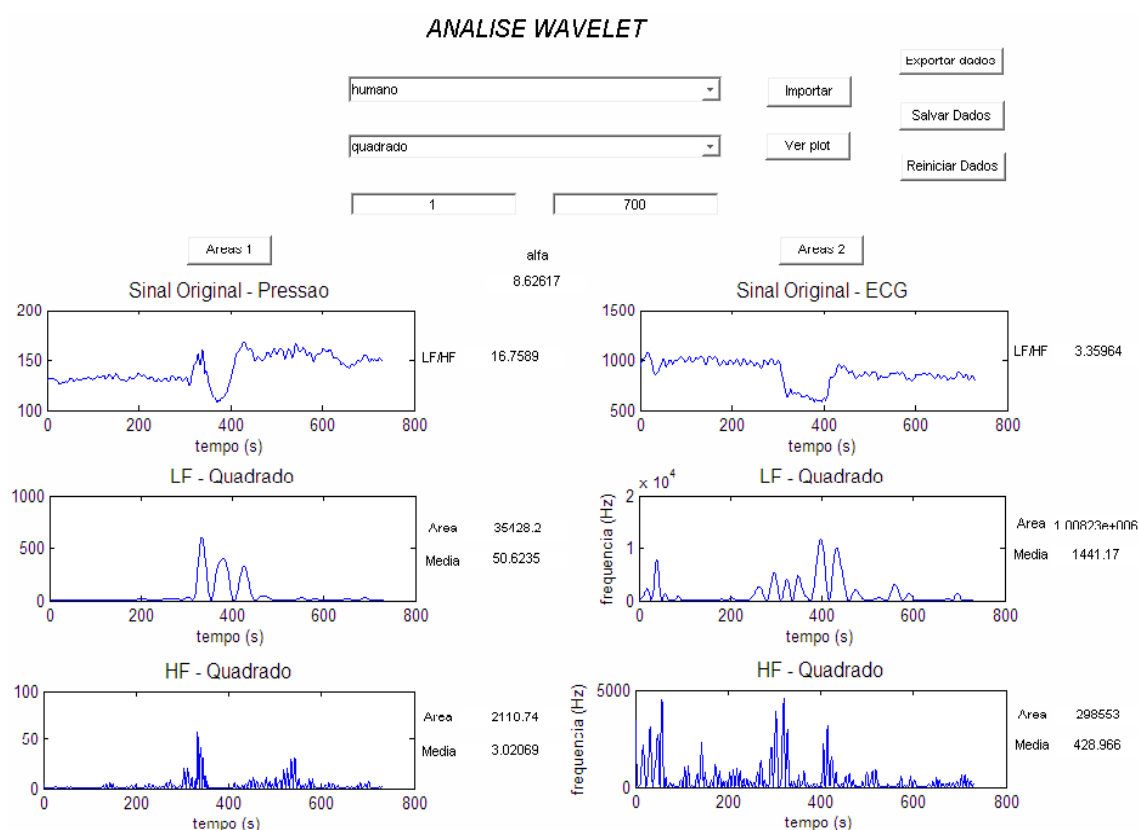 ANALISE WAVELET
Exportar dados
humano
Importar
Salvar Dados
quadrado
Ver plot
Reiniciar Dados
1
700
Areas 1
alfa
Areas 2
8.62617
Sinal Original - Pressao
200
150
100
0
200
400
600
800
tempo (s)
LF/HF
16.7589
Sinal Original - ECG
1500
1000
500
0
200
400
600
800
tempo (s)
LF/HF
3.35964
LF - Quadrado
1000
500
0
0
200
400
600
800
tempo (s)
Area
35428.2
Media
50.6235
LF - Quadrado
x 10^4
frequencia (Hz)
2
1
0
0
200
400
600
800
tempo (s)
Area
1.00823e+006
Media
1441.17
HF - Quadrado
100
50
0
0
200
400
600
800
tempo (s)
Area
2110.74
Media
3.02069
HF - Quadrado
frequencia (Hz)
5000
0
0
200
400
600
800
tempo (s)
Area
298553
Media
428.966